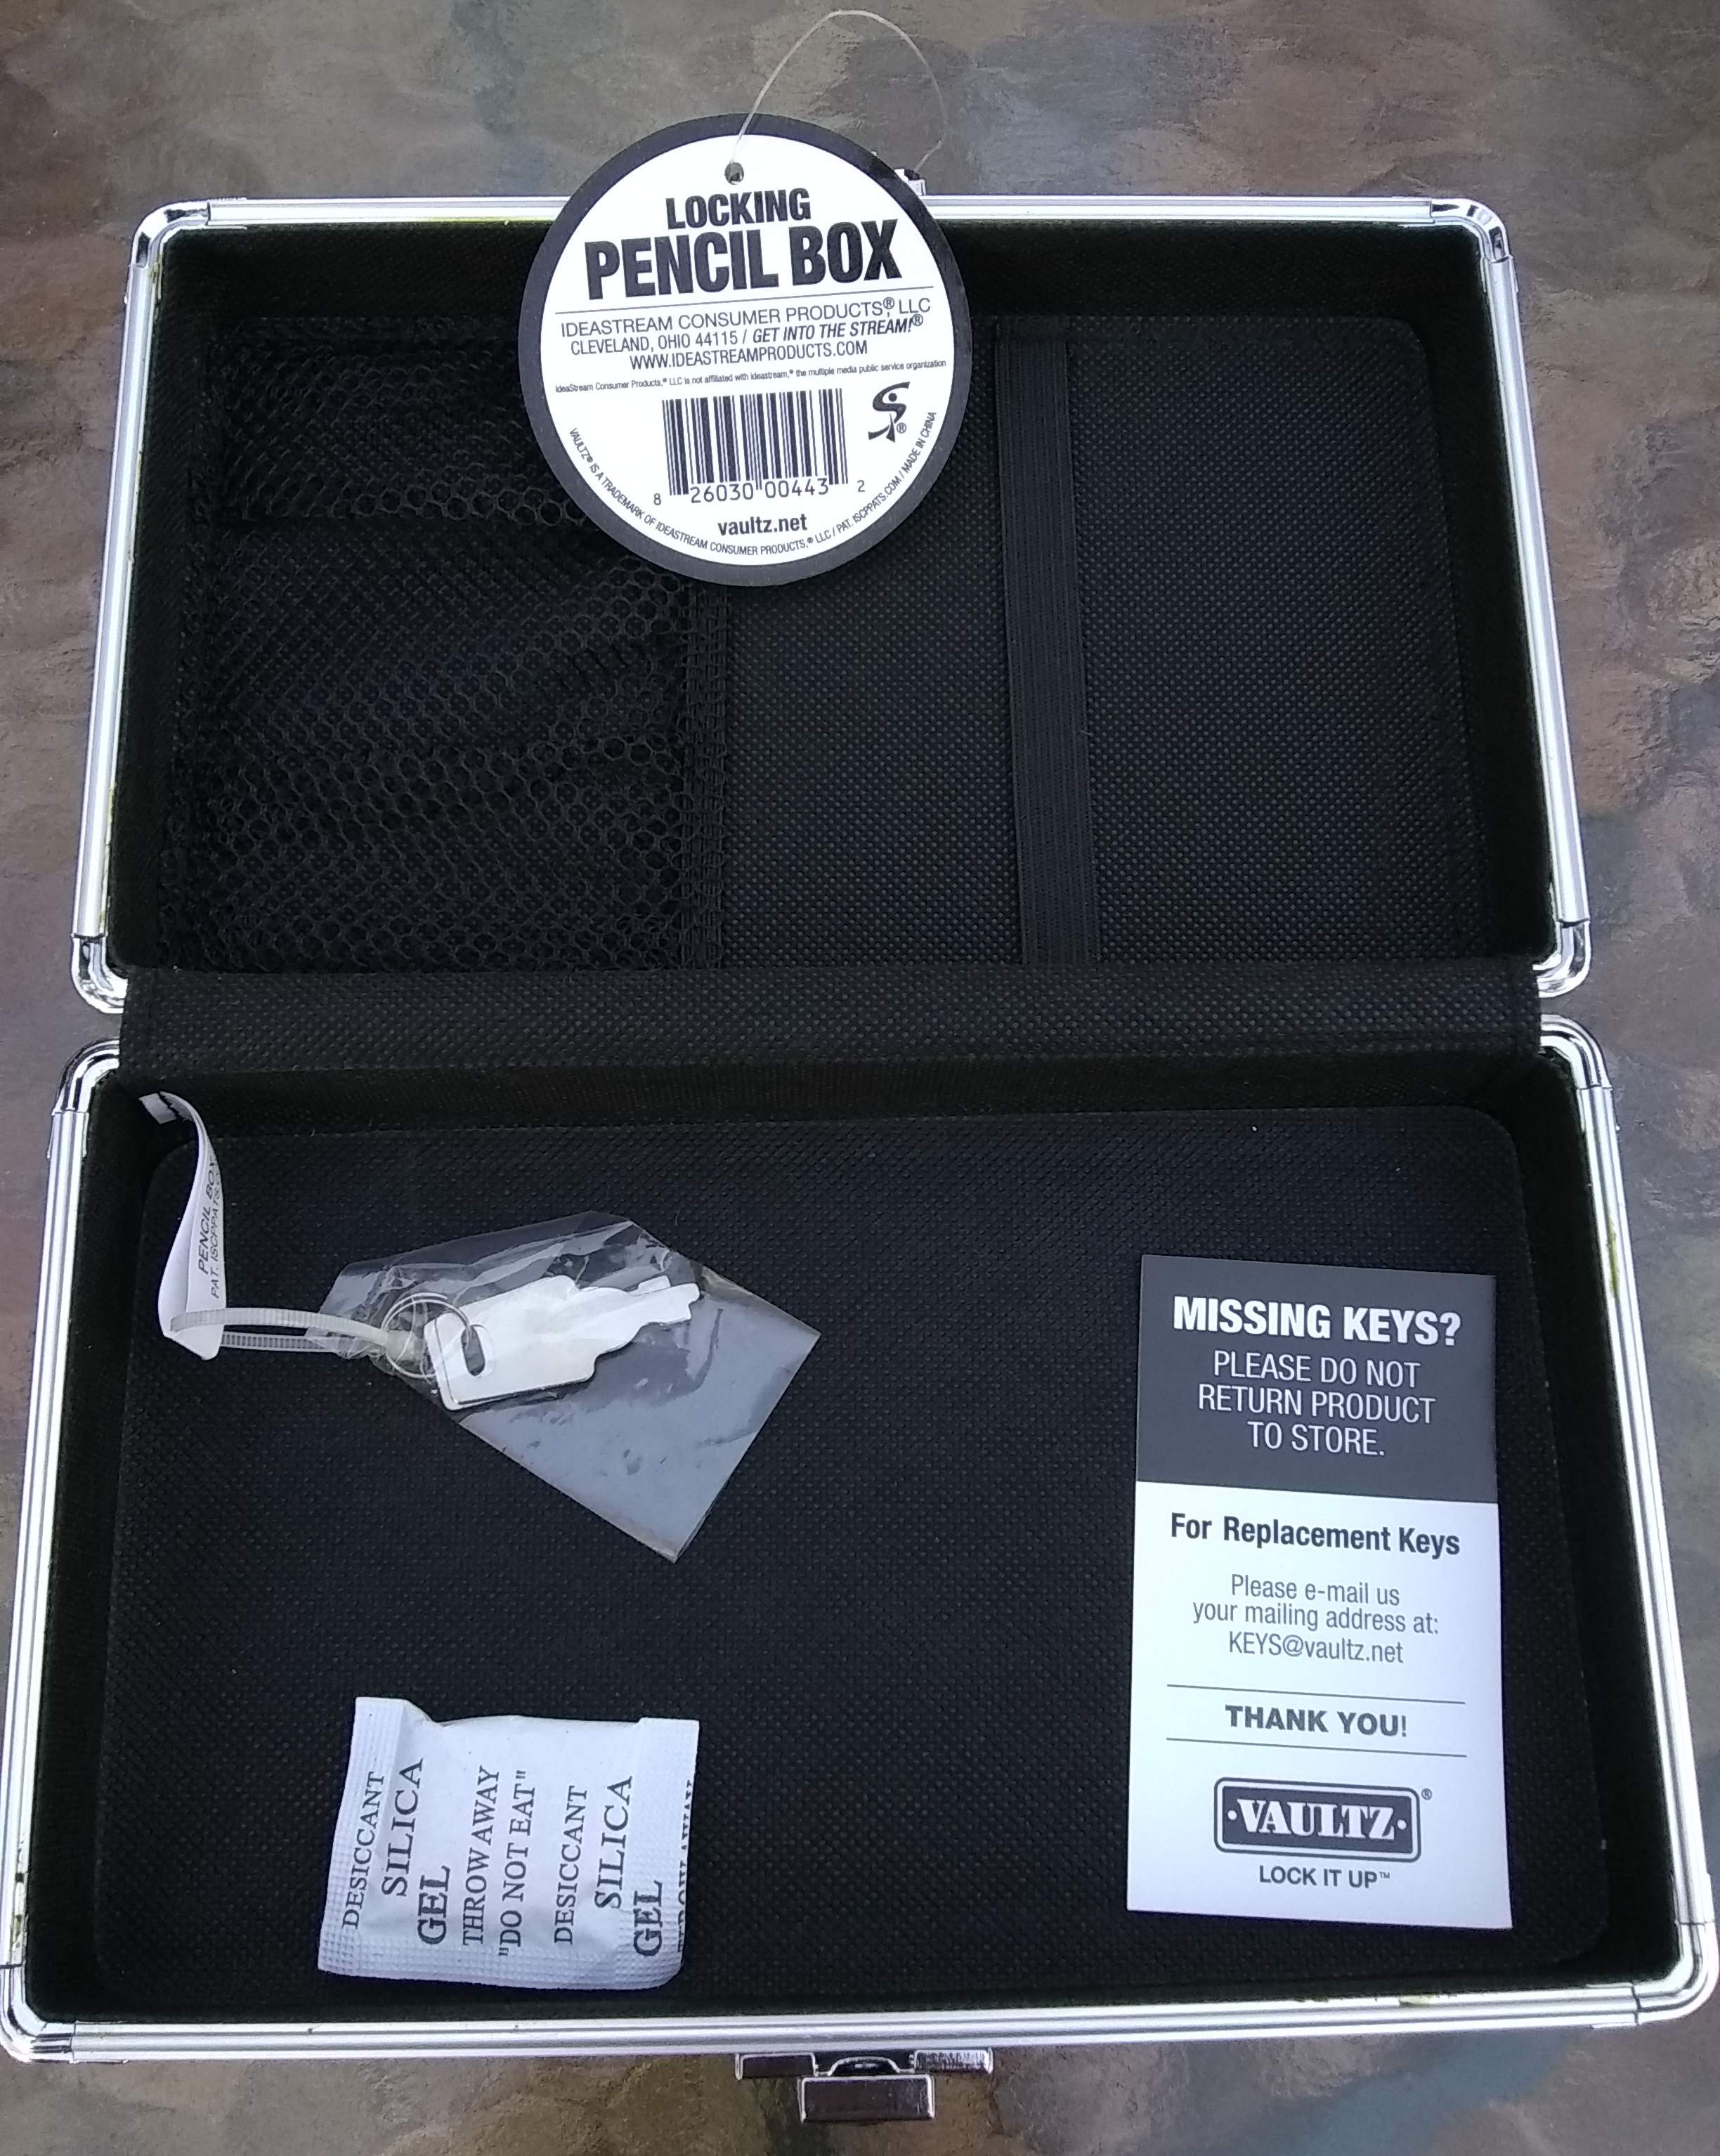 LOCKING
PENCIL BOX
IDEASTREAM CONSUMER PRODUCTS,® LLC
CLEVELAND, OHIO 44115 / GET INTO THE STREAM!®
WWW.IDEASTREAMPRODUCTS.COM
IdeaStream Consumer Products,® LLC is not affiliated with ideastream,® the multiple media public service organization
8 26030 00443 2
®
vaultz.net
VAULTZ® IS A TRADEMARK OF IDEASTREAM CONSUMER PRODUCTS,® LLC / PAT. ISCPPATS.COM / MADE IN CHINA
PENCIL BOX
PAT. ISCPPATS
MISSING KEYS?
PLEASE DO NOT
RETURN PRODUCT
TO STORE.
For Replacement Keys
Please e-mail us
your mailing address at:
KEYS@vaultz.net
THANK YOU!
·VAULTZ·®
LOCK IT UP™
DESICCANT
SILICA
GEL
THROW AWAY
"DO NOT EAT"
DESICCANT
SILICA
GEL